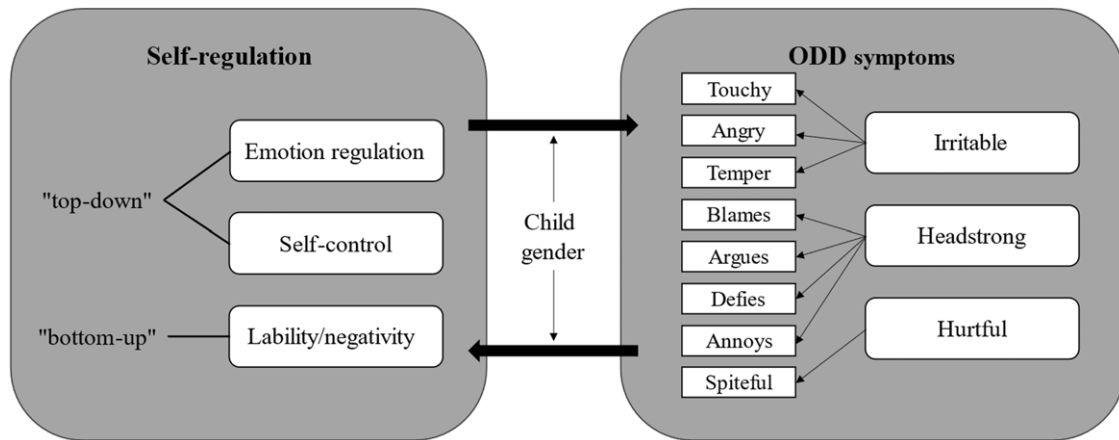 Self-regulation
"top-down"
Emotion regulation
Self-control
"bottom-up"
Lability/negativity
Child
gender
ODD symptoms
Touchy
Angry
Temper
Blames
Argues
Defies
Annoys
Spiteful
Irritable
Headstrong
Hurtful